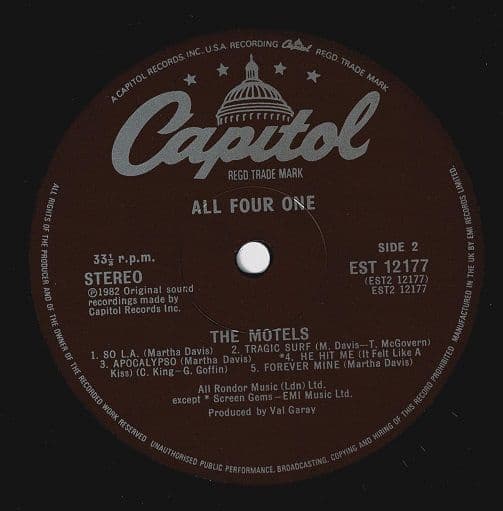 A CAPITOL RECORDS, INC. U.S.A. RECORDING Capitol REGD. TRADE MARK
Capitol
REGD TRADE MARK
ALL FOUR ONE
33⅓ r.p.m.
STEREO
℗1982 Original sound
recordings made by
Capitol Records Inc.
SIDE 2
EST 12177
(EST2 12177)
EST2 12177
THE MOTELS
1. SO L.A. (Martha Davis) 2. TRAGIC SURF (M. Davis—T. McGovern)
3. APOCALYPSO (Martha Davis) *4. HE HIT ME (It Felt Like A
Kiss) (C. King—G. Goffin) 5. FOREVER MINE (Martha Davis)
All Rondor Music (Ldn) Ltd.
except * Screen Gems—EMI Music Ltd.
Produced by Val Garay
ALL RIGHTS OF THE PRODUCER AND OF THE OWNER OF THE RECORDED WORK RESERVED UNAUTHORISED PUBLIC PERFORMANCE, BROADCASTING, COPYING AND HIRING OF THIS RECORD PROHIBITED MANUFACTURED IN THE UK BY EMI RECORDS LIMITED.